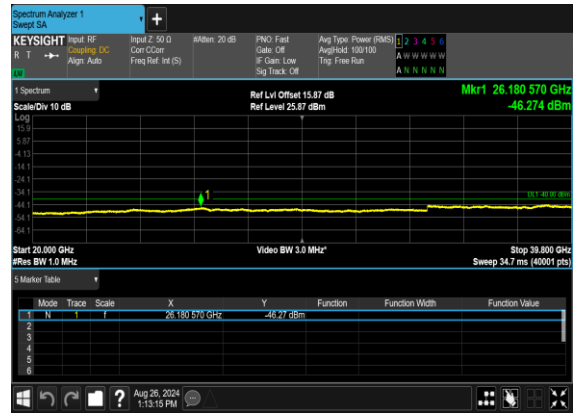 Spectrum Analyzer 1
Swept SA
+
KEYSIGHT Input: RF Input Z: 50 Ω #Atten: 20 dB PNO: Fast Avg Type: Power (RMS) 1 2 3 4 5 6
R T Coupling: DC Corr CCorr Gate: Off Avg|Hold: 100/100 A W W W W W
Align: Auto Freq Ref: Int (S) IF Gain: Low Trig: Free Run
Sig Track: Off A N N N N N
1 Spectrum Ref Lvl Offset 15.87 dB Mkr1 26.180 570 GHz
Scale/Div 10 dB Ref Level 25.87 dBm -46.274 dBm
Log
15.9
5.87
-4.13
-14.1
-24.1
-34.1
DL1 -40.00 dBm
-44.1
1
-54.1
-64.1
Start 20.000 GHz Video BW 3.0 MHz* Stop 39.800 GHz
#Res BW 1.0 MHz Sweep 34.7 ms (40001 pts)
5 Marker Table
Mode Trace Scale X Y Function Function Width Function Value
1 N 1 f 26.180 570 GHz -46.27 dBm
2
3
4
5
6
? Aug 26, 2024
1:13:15 PM